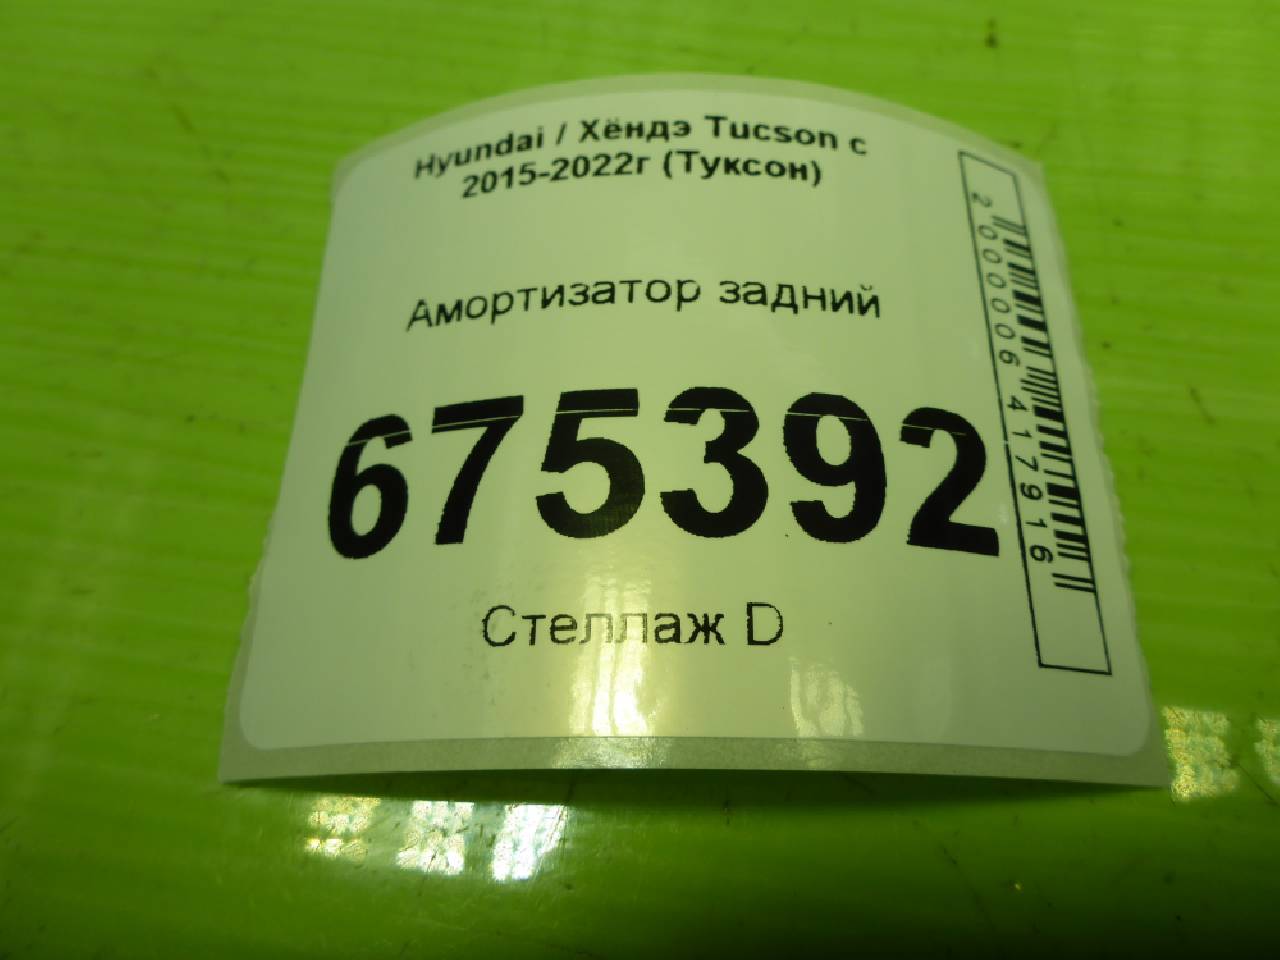 Hyundai / Хёндэ Tucson с
2015-2022г (Туксон)
Амортизатор задний
675392
Стеллаж D
2000006417916